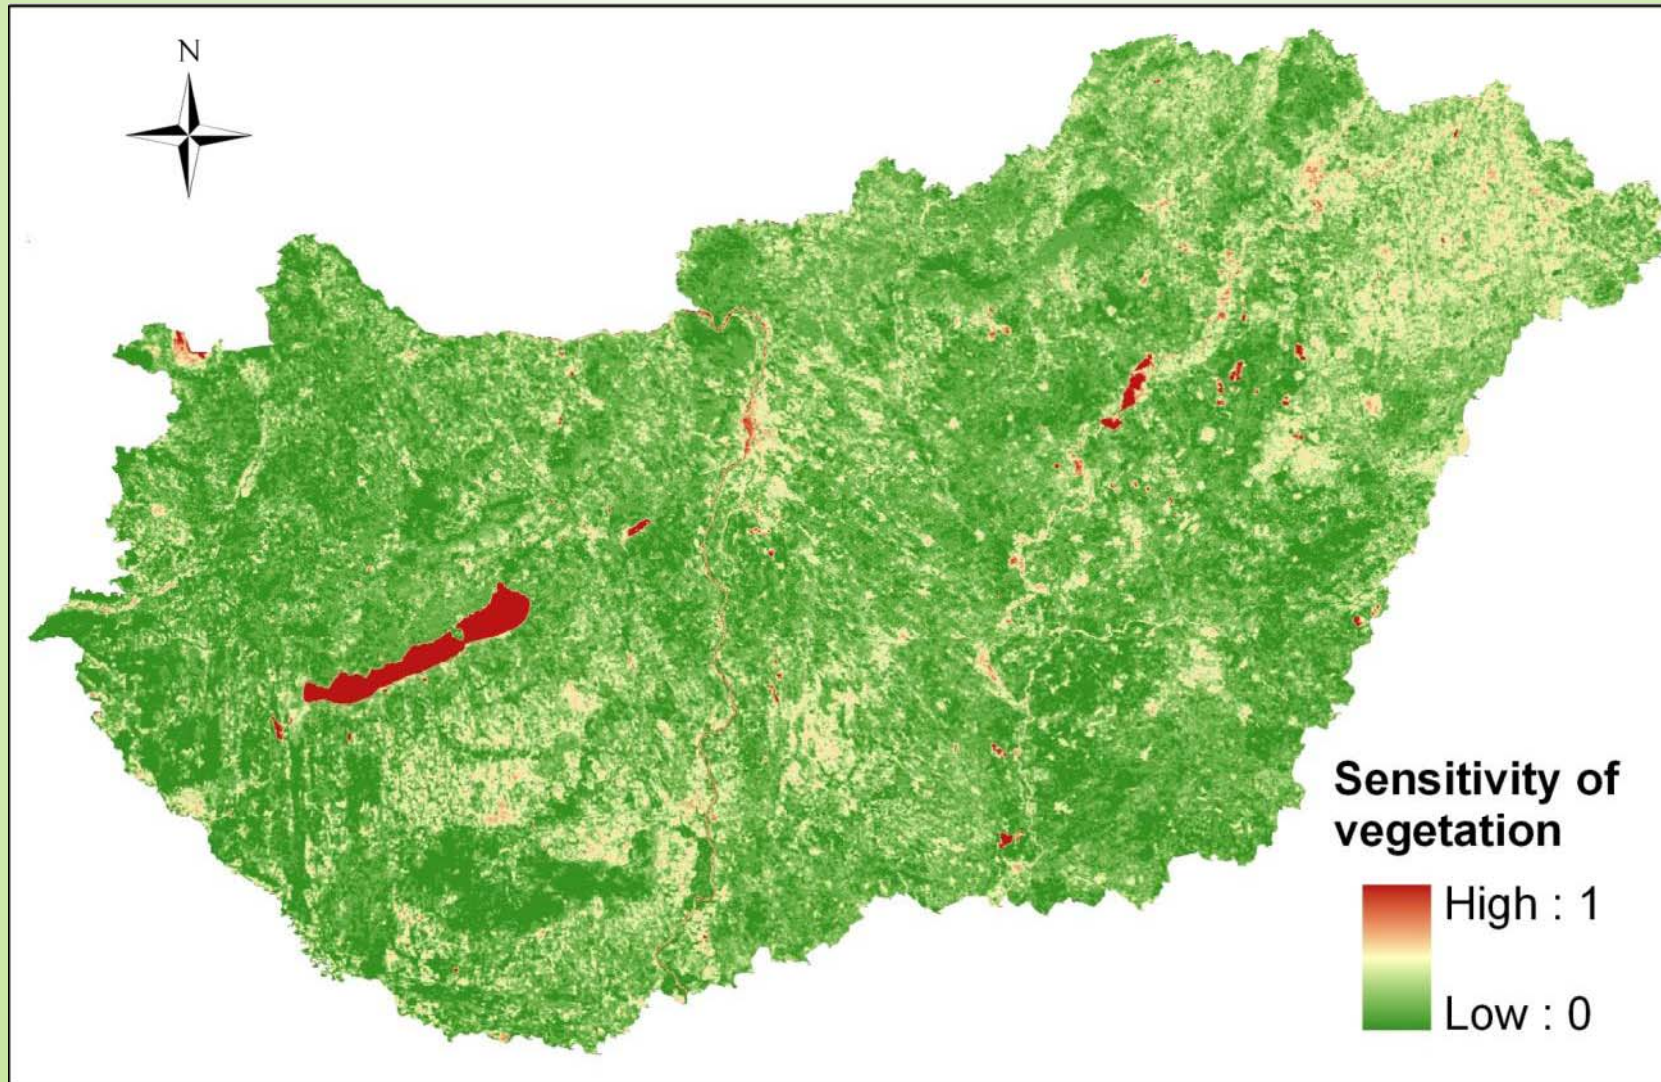 N
Sensitivity of
vegetation
High : 1
Low : 0